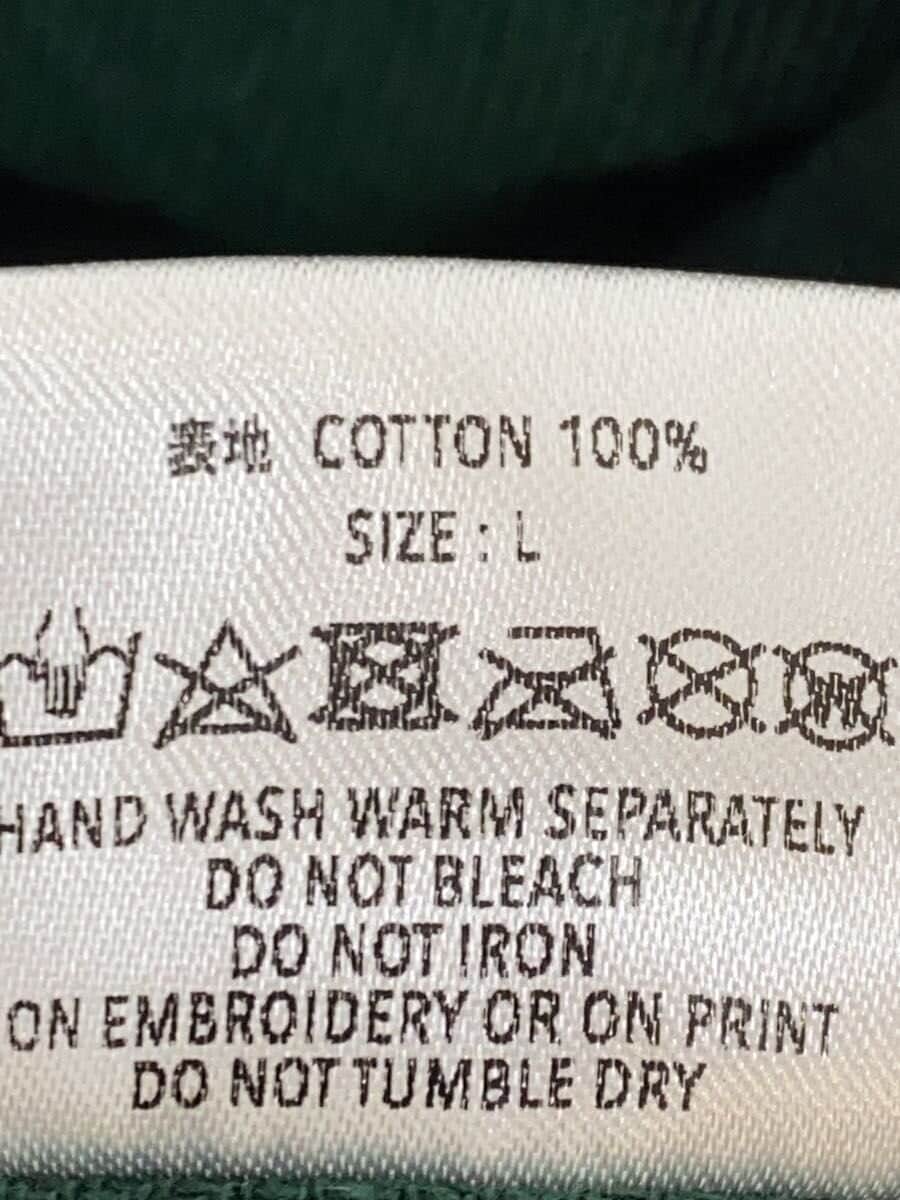 表地 COTTON 100%
SIZE : L
W
HAND WASH WARM SEPARATELY
DO NOT BLEACH
DO NOT IRON
ON EMBROIDERY OR ON PRINT
DO NOT TUMBLE DRY